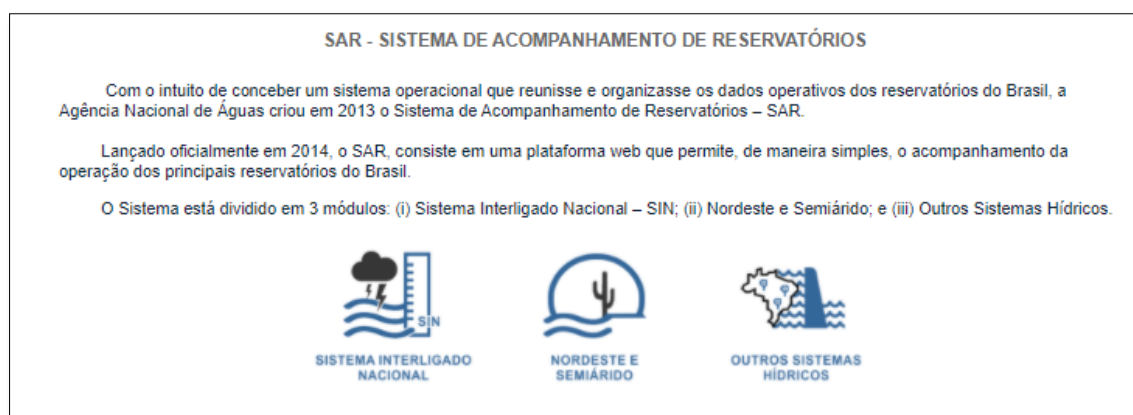 SAR - SISTEMA DE ACOMPANHAMENTO DE RESERVATÓRIOS
Com o intuito de conceber um sistema operacional que reunisse e organizasse os dados operativos dos reservatórios do Brasil, a
Agência Nacional de Águas criou em 2013 o Sistema de Acompanhamento de Reservatórios – SAR.
Lançado oficialmente em 2014, o SAR, consiste em uma plataforma web que permite, de maneira simples, o acompanhamento da
operação dos principais reservatórios do Brasil.
O Sistema está dividido em 3 módulos: (i) Sistema Interligado Nacional – SIN; (ii) Nordeste e Semiárido; e (iii) Outros Sistemas Hídricos.
SIN
SISTEMA INTERLIGADO
NACIONAL
NORDESTE E
SEMIÁRIDO
OUTROS SISTEMAS
HÍDRICOS